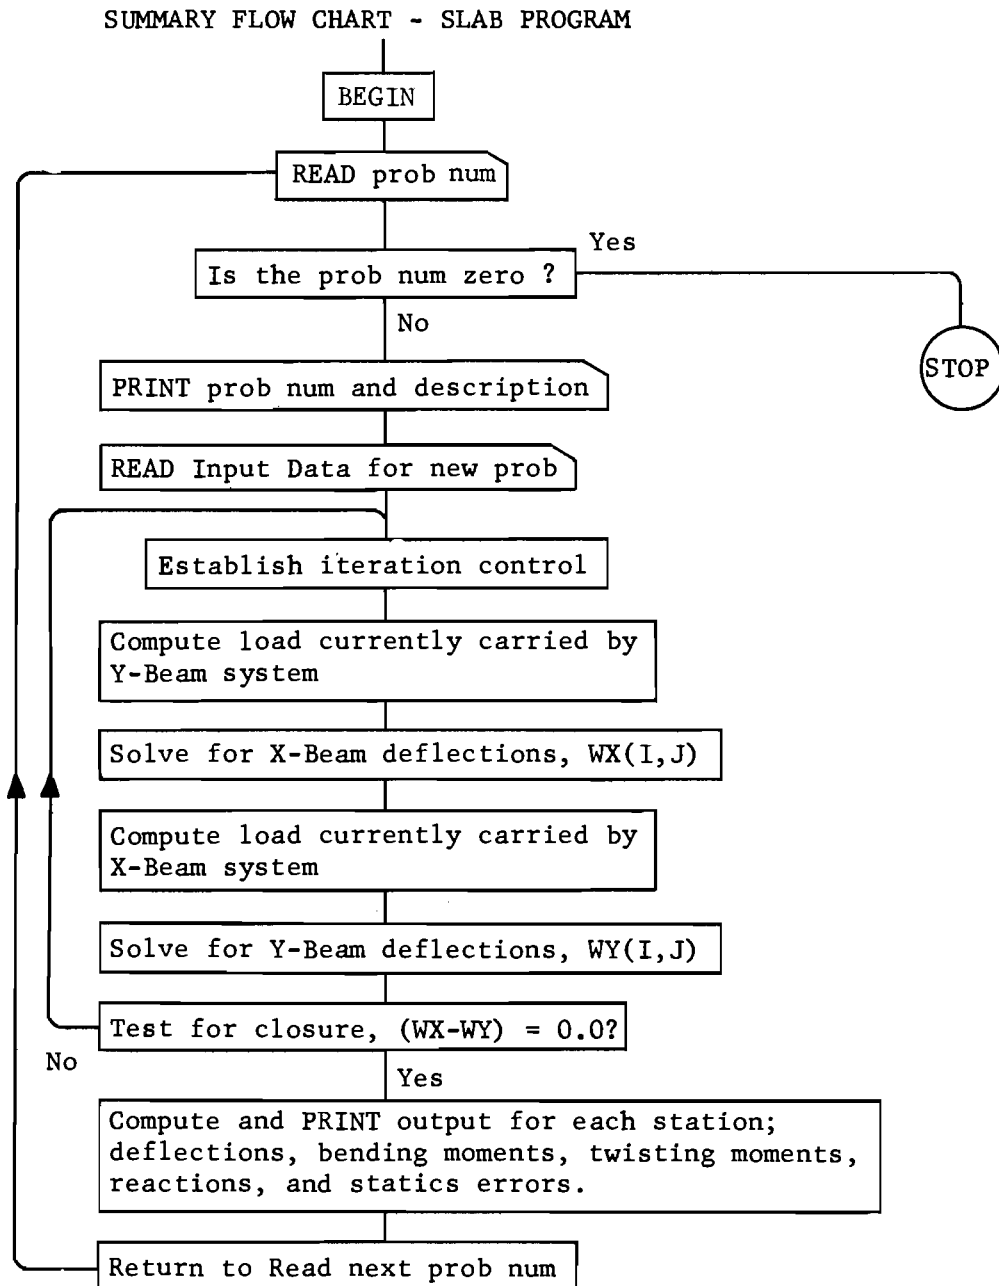 SUMMARY FLOW CHART - SLAB PROGRAM
BEGIN
READ prob num
Yes
Is the prob num zero ?
No
STOP
PRINT prob num and description
READ Input Data for new prob
Establish iteration control
Compute load currently carried by
Y-Beam system
Solve for X-Beam deflections, WX(I,J)
Compute load currently carried by
X-Beam system
Solve for Y-Beam deflections, WY(I,J)
Test for closure, (WX-WY) = 0.0?
No
Yes
Compute and PRINT output for each station;
deflections, bending moments, twisting moments,
reactions, and statics errors.
Return to Read next prob num